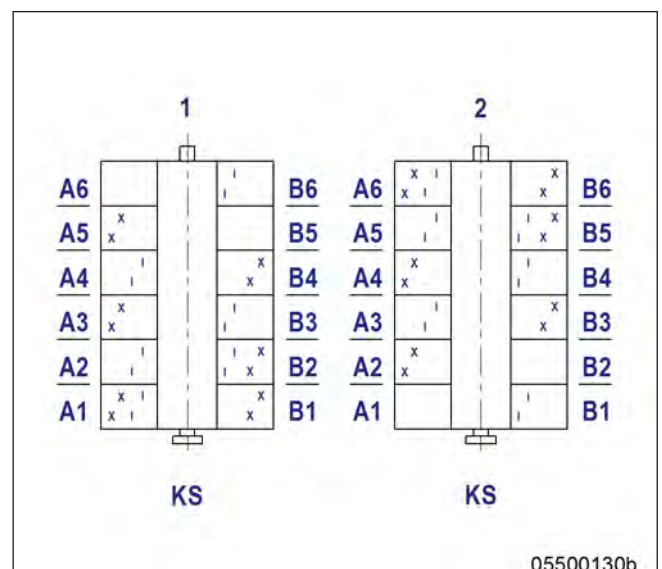 1 2
A6 B6 A6 B6
A5 B5 A5 B5
A4 B4 A4 B4
A3 B3 A3 B3
A2 B2 A2 B2
A1 B1 A1 B1
KS KS
05500130b